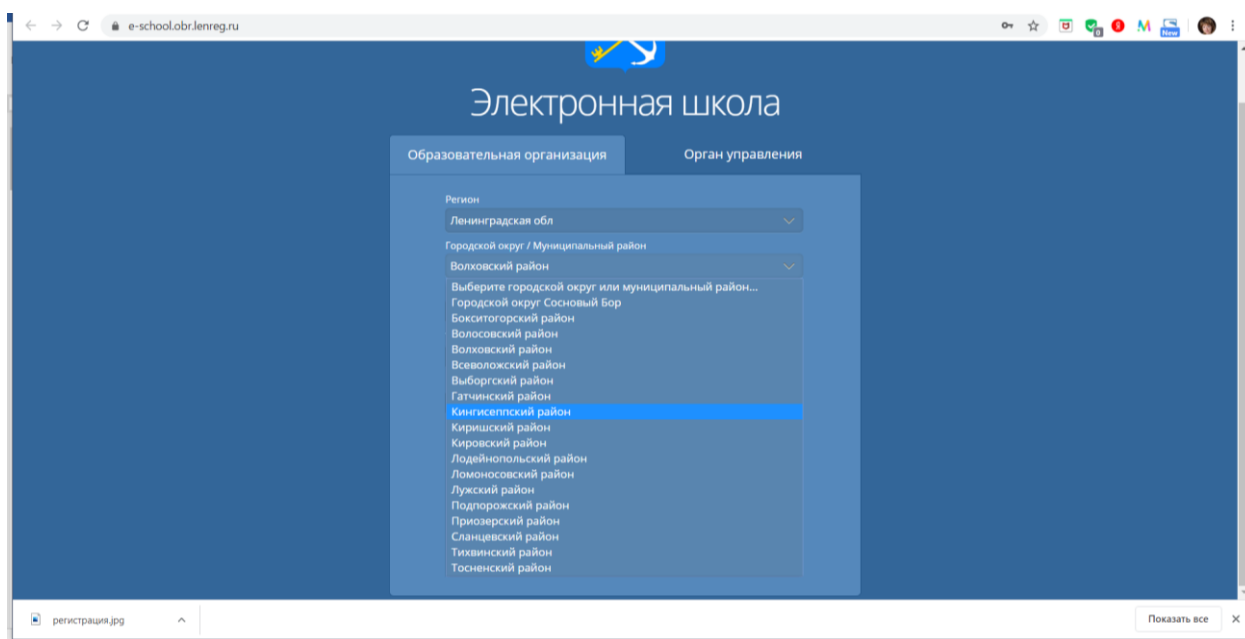 e-school.obr.lenreg.ru
0
M
New
Электронная школа
Образовательная организация
Орган управления
Регион
Ленинградская обл
Городской округ / Муниципальный район
Волховский район
Выберите городской округ или муниципальный район...
Городской округ Сосновый Бор
Бокситогорский район
Волосовский район
Волховский район
Всеволожский район
Выборгский район
Гатчинский район
Кингисеппский район
Киришский район
Кировский район
Лодейнопольский район
Ломоносовский район
Лужский район
Подпорожский район
Приозерский район
Сланцевский район
Тихвинский район
Тосненский район
регистрация.jpg
Показать все